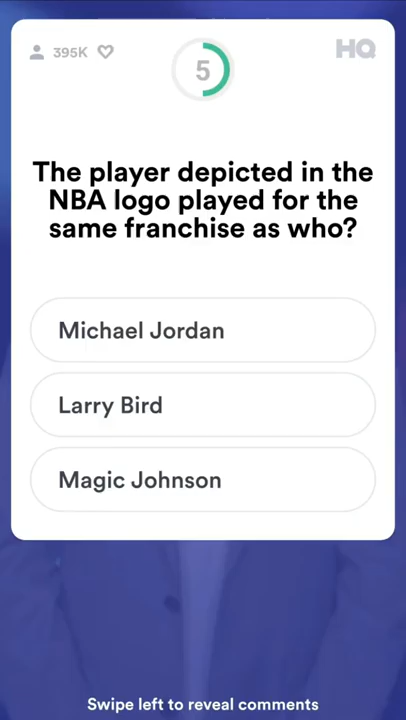 395K
HQ
5
The player depicted in the
NBA logo played for the
same franchise as who?
Michael Jordan
Larry Bird
Magic Johnson
Swipe left to reveal comments